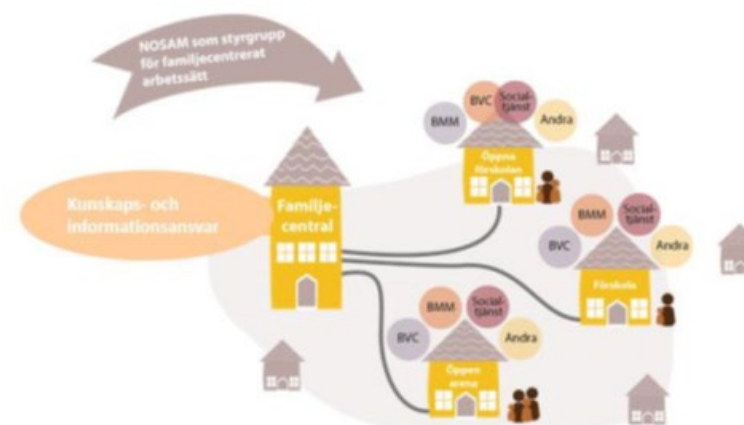 NOSAM som styrgrupp
för familjecentrerat
arbetssätt
Kunskaps- och
informationsansvar
Familje-
central
BMM
BVC
Social-
tjänst
Andra
Öppna
förskolan
BVC
BMM
Social-
tjänst
Andra
Förskola
BVC
BMM
Social-
tjänst
Andra
Öppen
arena